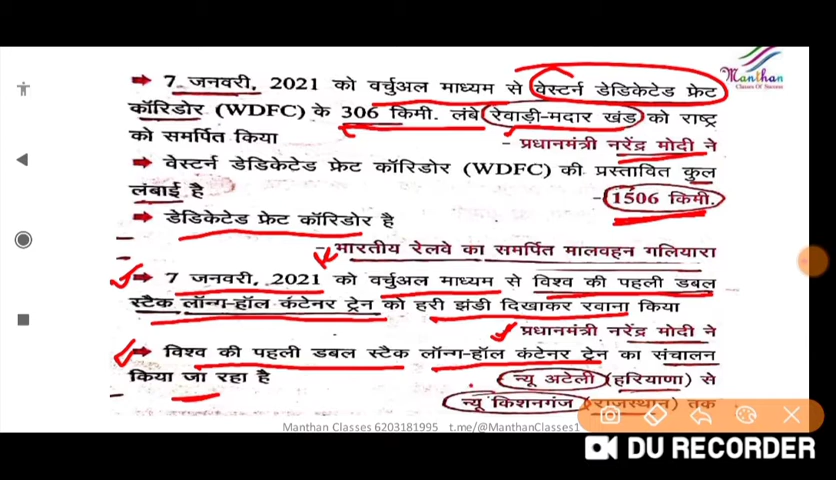 Manthan
Classes Of Success
➡ 7 जनवरी, 2021 को वर्चुअल माध्यम से वेस्टर्न डेडिकेटेड फ्रेट
कॉरिडोर (WDFC) के 306 किमी. लंबे रेवाड़ी-मदार खंड को राष्ट्र
को समर्पित किया
- प्रधानमंत्री नरेंद्र मोदी ने
➡ वेस्टर्न डेडिकेटेड फ्रेट कॉरिडोर (WDFC) की प्रस्तावित कुल
लंबाई है
- 1506 किमी.
➡ डेडिकेटेड फ्रेट कॉरिडोर है
- भारतीय रेलवे का समर्पित मालवहन गलियारा
➡ 7 जनवरी, 2021 को वर्चुअल माध्यम से विश्व की पहली डबल
स्टैक लॉन्ग-हॉल कंटेनर ट्रेन को हरी झंडी दिखाकर रवाना किया
प्रधानमंत्री नरेंद्र मोदी ने
➡ विश्व की पहली डबल स्टैक लॉन्ग-हॉल कंटेनर ट्रेन का संचालन
किया जा रहा है
- न्यू अटेली (हरियाणा) से
न्यू किशनगंज (राजस्थान) तक
Manthan Classes 6203181995 t.me/@ManthanClasses1
DU RECORDER